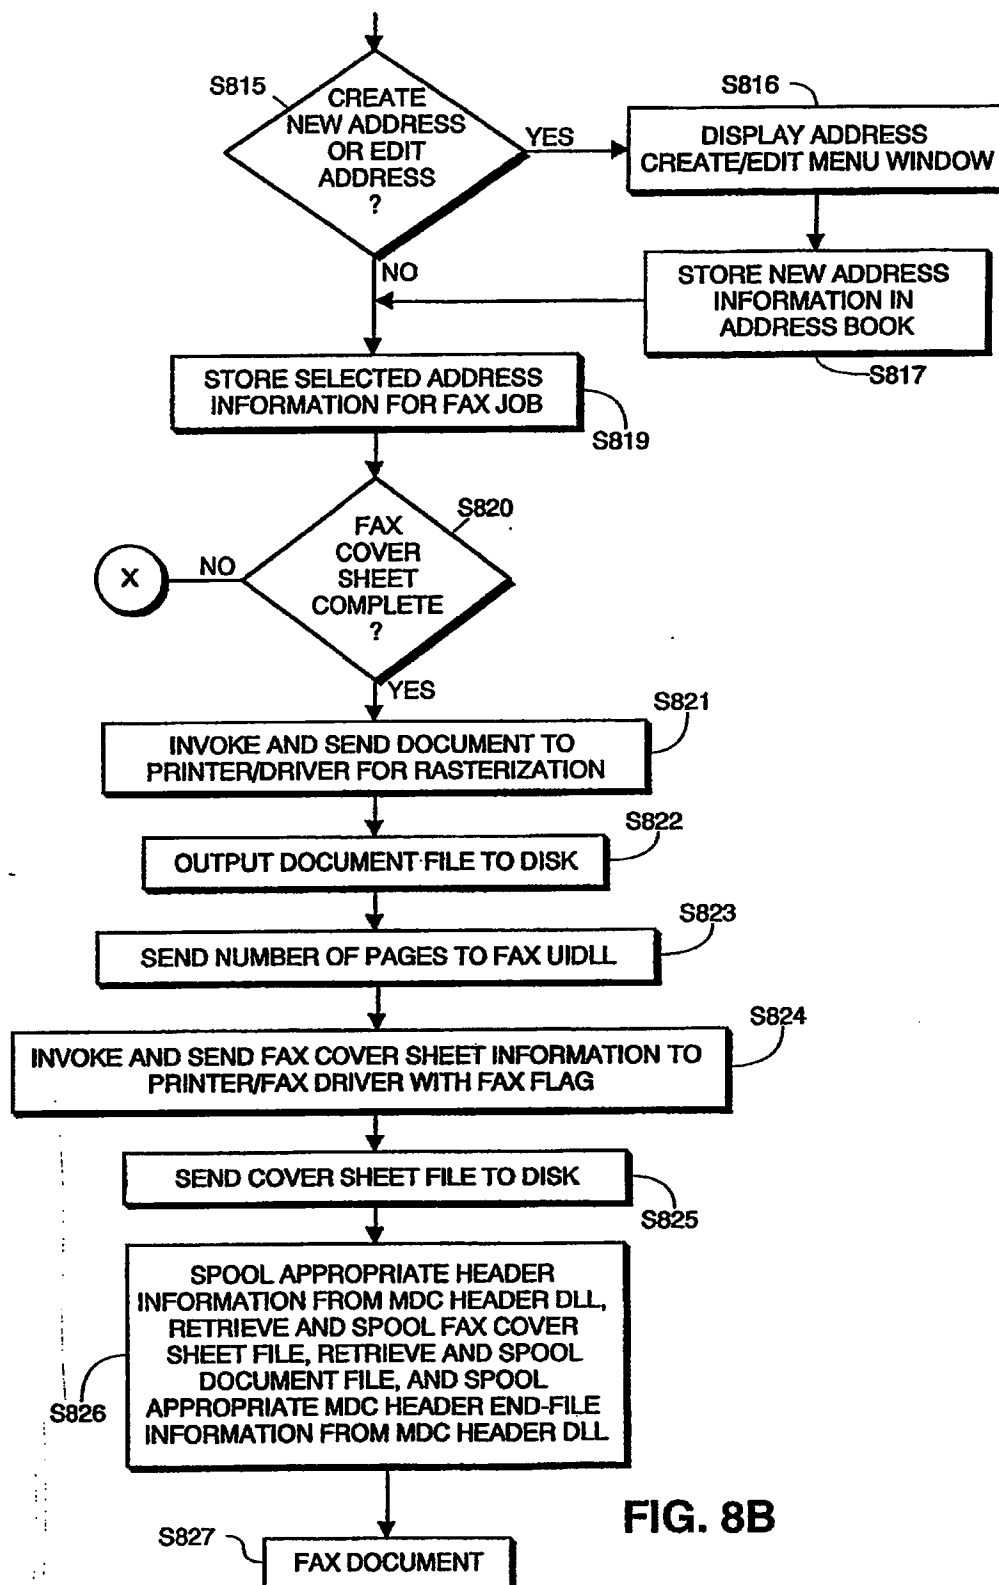 S815
CREATE
NEW ADDRESS
OR EDIT
ADDRESS
?
YES
S816
DISPLAY ADDRESS
CREATE/EDIT MENU WINDOW
NO
STORE NEW ADDRESS
INFORMATION IN
ADDRESS BOOK
S817
STORE SELECTED ADDRESS
INFORMATION FOR FAX JOB
S819
S820
FAX
COVER
SHEET
COMPLETE
?
NO
X
YES
S821
INVOKE AND SEND DOCUMENT TO
PRINTER/DRIVER FOR RASTERIZATION
S822
OUTPUT DOCUMENT FILE TO DISK
S823
SEND NUMBER OF PAGES TO FAX UIDLL
S824
INVOKE AND SEND FAX COVER SHEET INFORMATION TO
PRINTER/FAX DRIVER WITH FAX FLAG
SEND COVER SHEET FILE TO DISK
S825
SPOOL APPROPRIATE HEADER
INFORMATION FROM MDC HEADER DLL,
RETRIEVE AND SPOOL FAX COVER
SHEET FILE, RETRIEVE AND SPOOL
DOCUMENT FILE, AND SPOOL
APPROPRIATE MDC HEADER END-FILE
INFORMATION FROM MDC HEADER DLL
S826
FIG. 8B
S827
FAX DOCUMENT